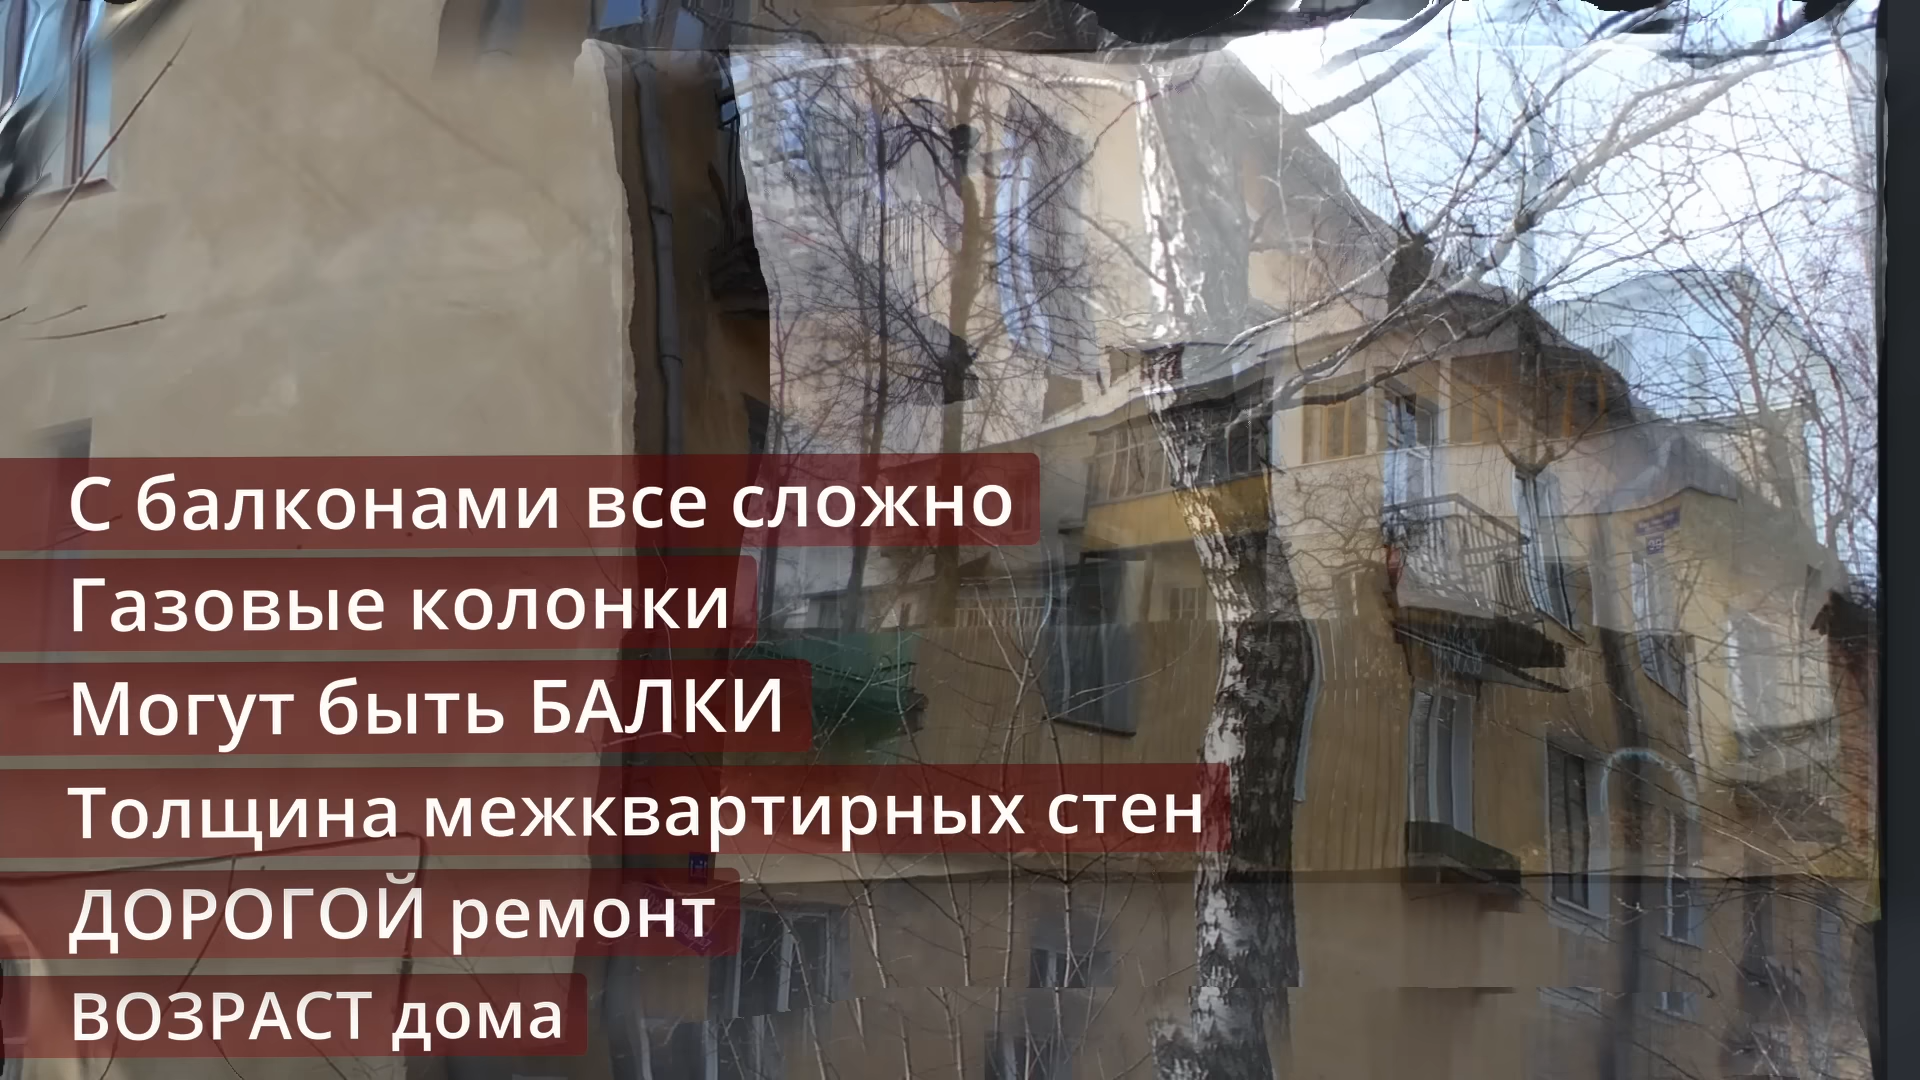 С балконами все сложно
Газовые колонки
Могут быть БАЛКИ
Толщина межквартирных стен
ДОРОГОЙ ремонт
ВОЗРАСТ дома